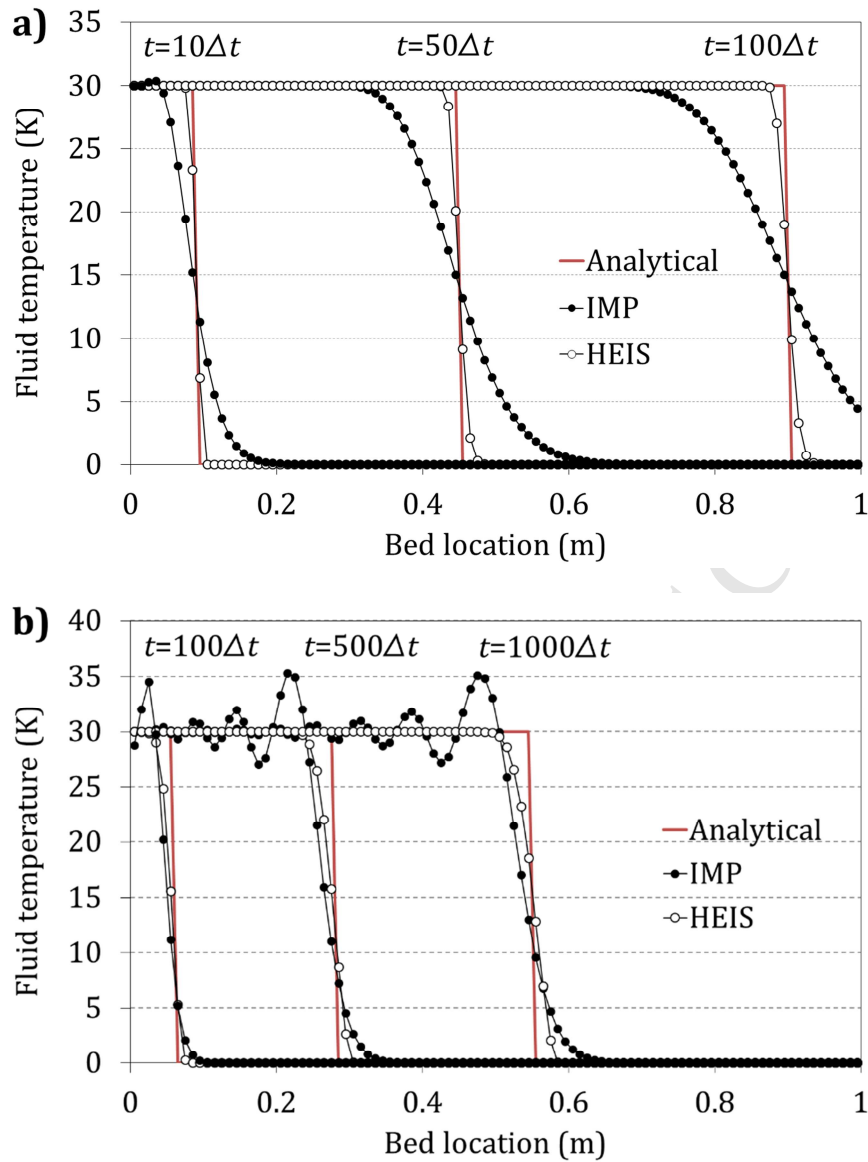 a)
t=10Δt
t=50Δt
t=100Δt
Fluid temperature (K)
35
30
25
20
15
10
5
0
Analytical
IMP
HEIS
0
0.2
0.4
0.6
0.8
1
Bed location (m)
b)
t=100Δt
t=500Δt
t=1000Δt
Fluid temperature (K)
40
35
30
25
20
15
10
5
0
Analytical
IMP
HEIS
0
0.2
0.4
0.6
0.8
1
Bed location (m)